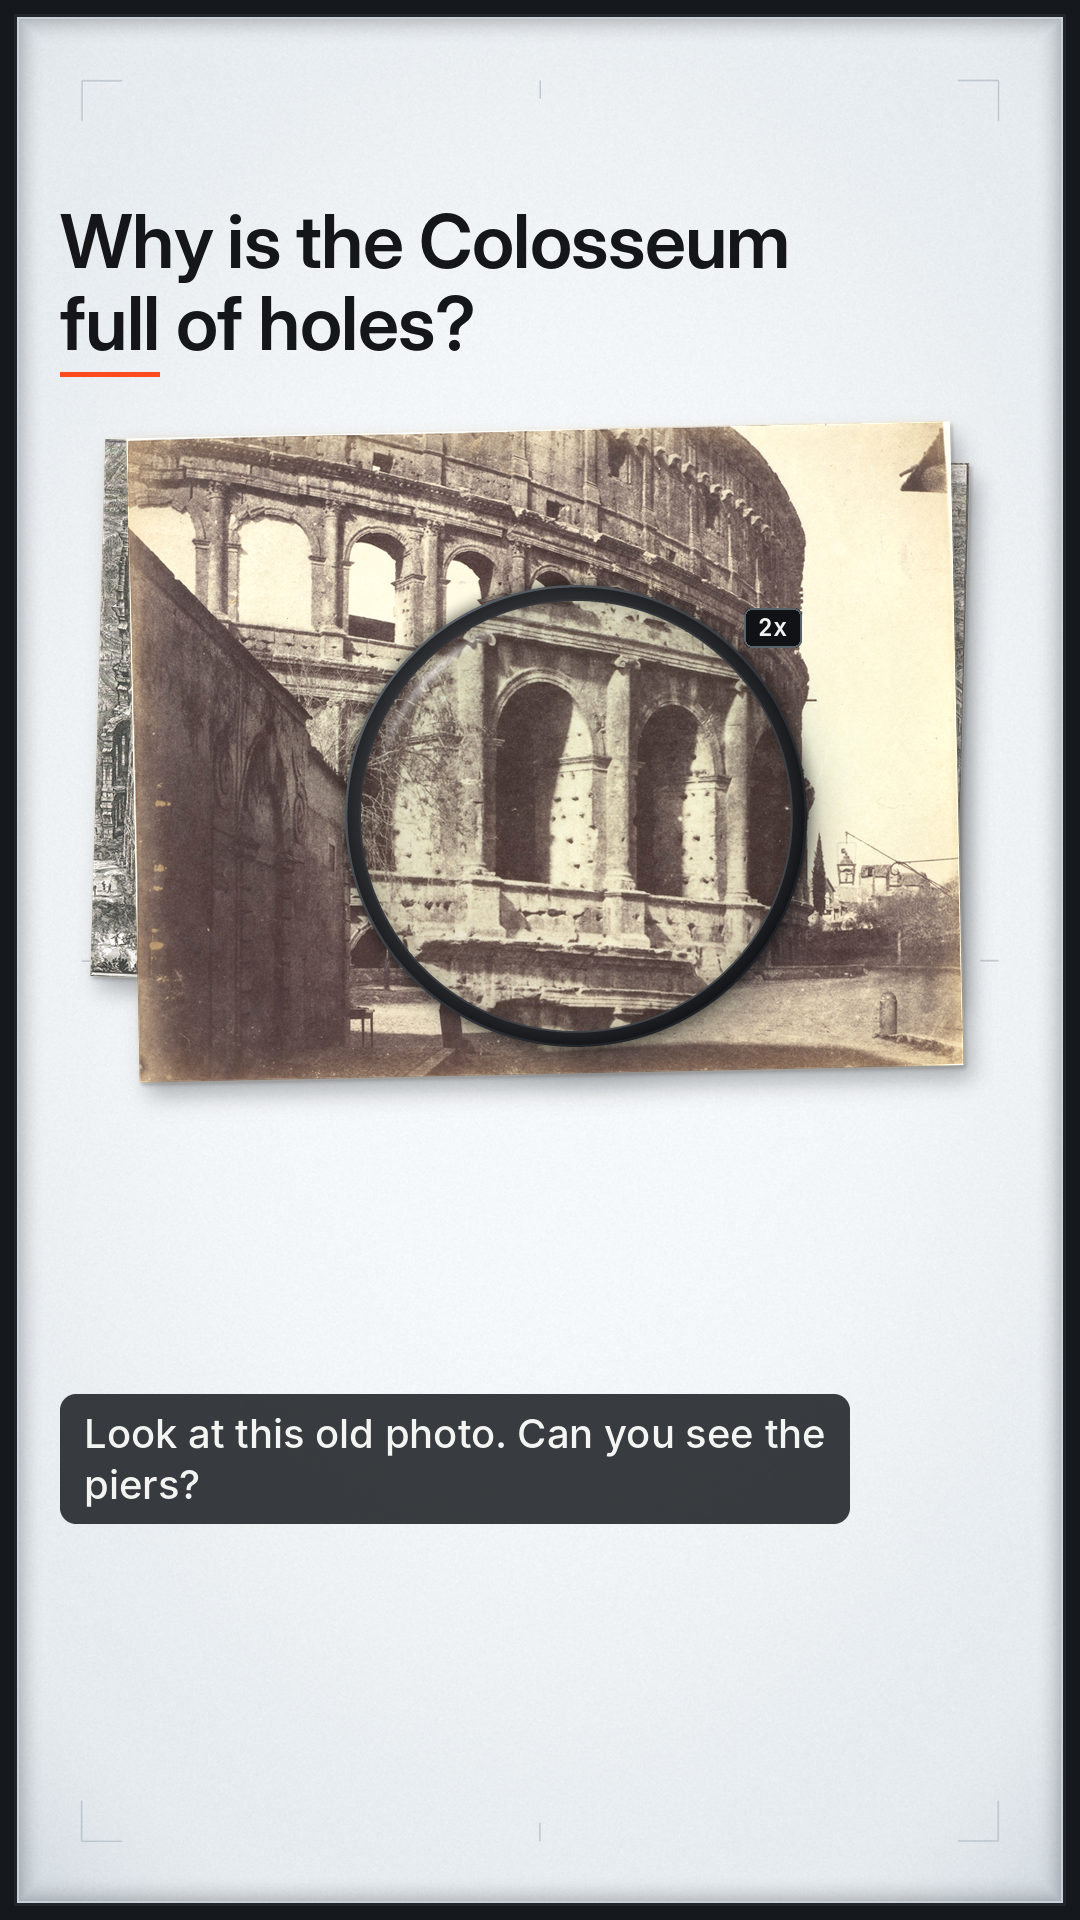 Why is the Colosseum
full of holes?
2x
Look at this old photo. Can you see the
piers?